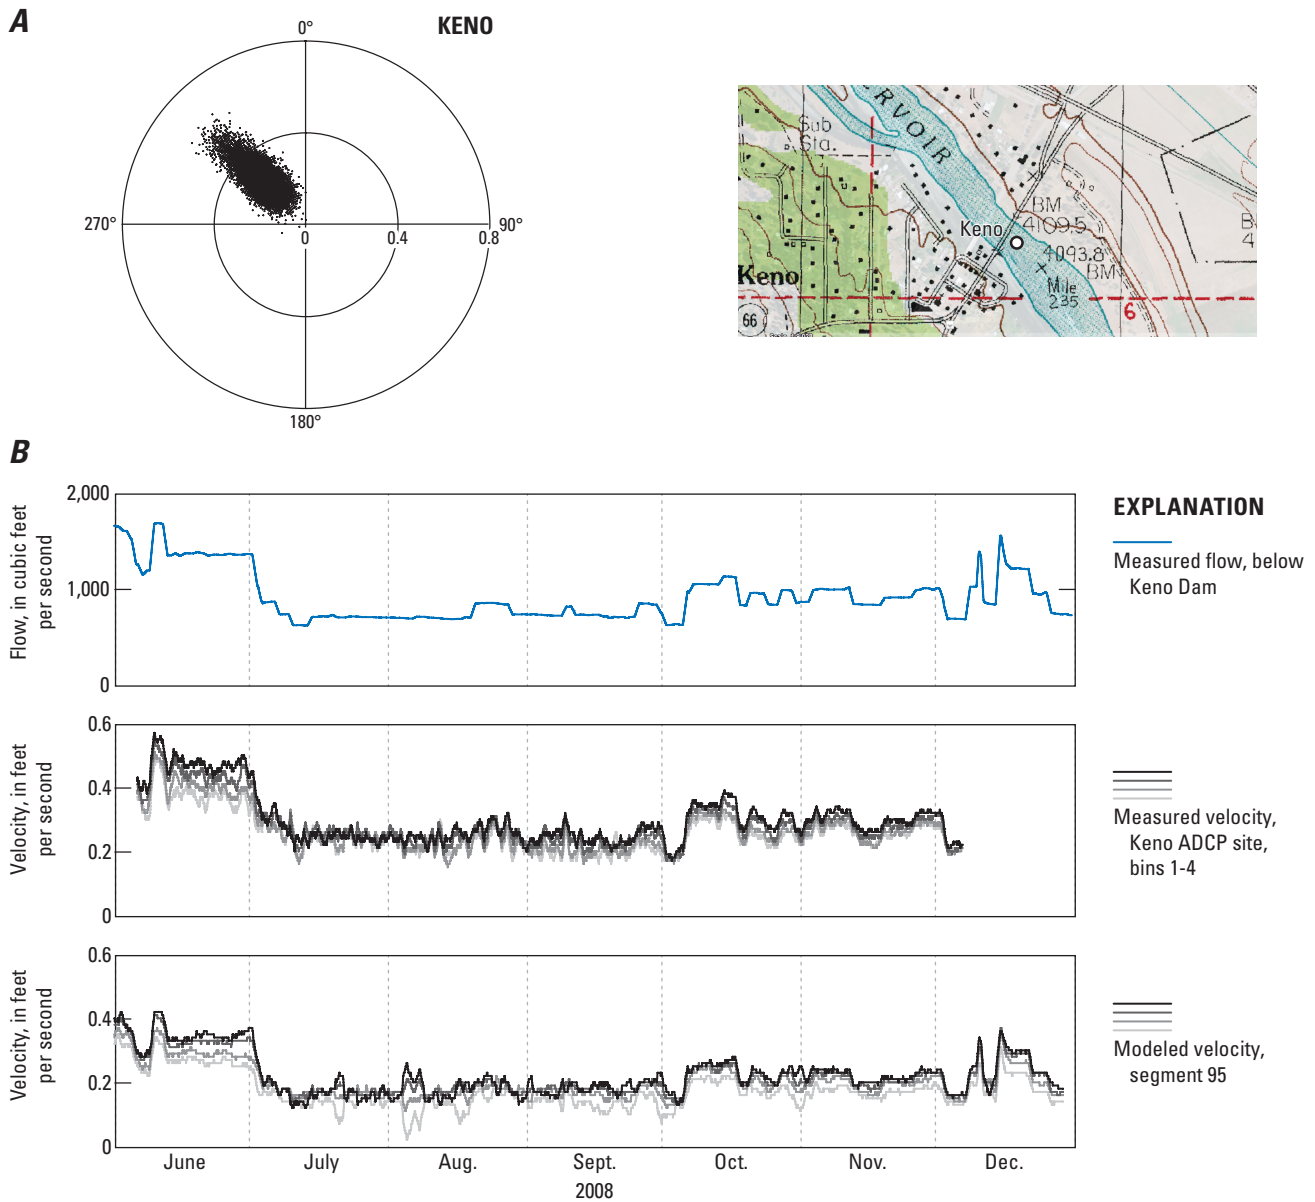 A
KENO
0°
270°
90°
0
0.4
0.8
180°
RVOIR
Sub
Sta.
BM
4109.5
Keno
4093.8
BM
Mile
235
Keno
6
66
B
2,000
1,000
0
Flow, in cubic feet
per second
EXPLANATION
Measured flow, below
Keno Dam
0.6
0.4
0.2
0
Velocity, in feet
per second
Measured velocity,
Keno ADCP site,
bins 1-4
0.6
0.4
0.2
0
Velocity, in feet
per second
Modeled velocity,
segment 95
June
July
Aug.
Sept.
Oct.
Nov.
Dec.
2008